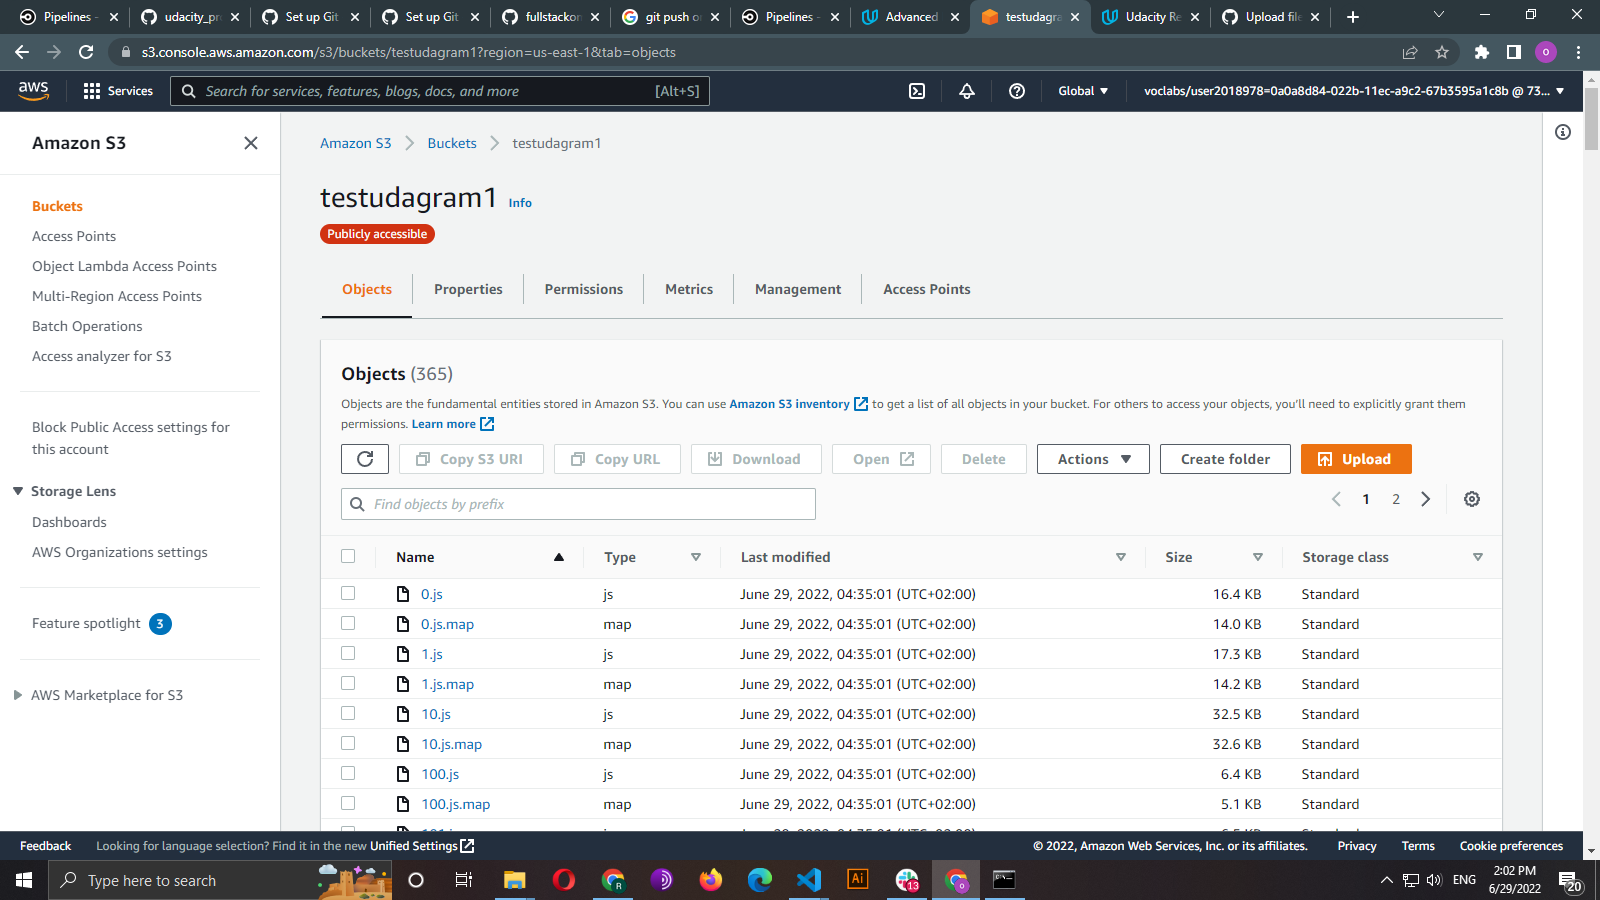 Pipelines -
udacity_pr
Set up Git
Set up Git
fullstackor
git push o
Pipelines -
Advanced
testudagra
Udacity Re
Upload file
s3.console.aws.amazon.com/s3/buckets/testudagram1?region=us-east-1&tab=objects
o
aws
Services
Search for services, features, blogs, docs, and more
[Alt+S]
Global
voclabs/user2018978=0a0a8d84-022b-11ec-a9c2-67b3595a1c8b @ 73...
Amazon S3
Buckets
Access Points
Object Lambda Access Points
Multi-Region Access Points
Batch Operations
Access analyzer for S3
Block Public Access settings for
this account
Storage Lens
Dashboards
AWS Organizations settings
Feature spotlight 3
AWS Marketplace for S3
Amazon S3 > Buckets > testudagram1
testudagram1 Info
Publicly accessible
Objects Properties Permissions Metrics Management Access Points
Objects (365)
Objects are the fundamental entities stored in Amazon S3. You can use Amazon S3 inventory to get a list of all objects in your bucket. For others to access your objects, you'll need to explicitly grant them
permissions. Learn more
Copy S3 URI Copy URL Download Open Delete Actions Create folder Upload
Find objects by prefix
1 2
Name Type Last modified Size Storage class
0.js js June 29, 2022, 04:35:01 (UTC+02:00) 16.4 KB Standard
0.js.map map June 29, 2022, 04:35:01 (UTC+02:00) 14.0 KB Standard
1.js js June 29, 2022, 04:35:01 (UTC+02:00) 17.3 KB Standard
1.js.map map June 29, 2022, 04:35:01 (UTC+02:00) 14.2 KB Standard
10.js js June 29, 2022, 04:35:01 (UTC+02:00) 32.5 KB Standard
10.js.map map June 29, 2022, 04:35:01 (UTC+02:00) 32.6 KB Standard
100.js js June 29, 2022, 04:35:01 (UTC+02:00) 6.4 KB Standard
100.js.map map June 29, 2022, 04:35:01 (UTC+02:00) 5.1 KB Standard
Feedback Looking for language selection? Find it in the new Unified Settings
© 2022, Amazon Web Services, Inc. or its affiliates. Privacy Terms Cookie preferences
Type here to search
R
Ai
13
o
ENG
2:02 PM
6/29/2022
20